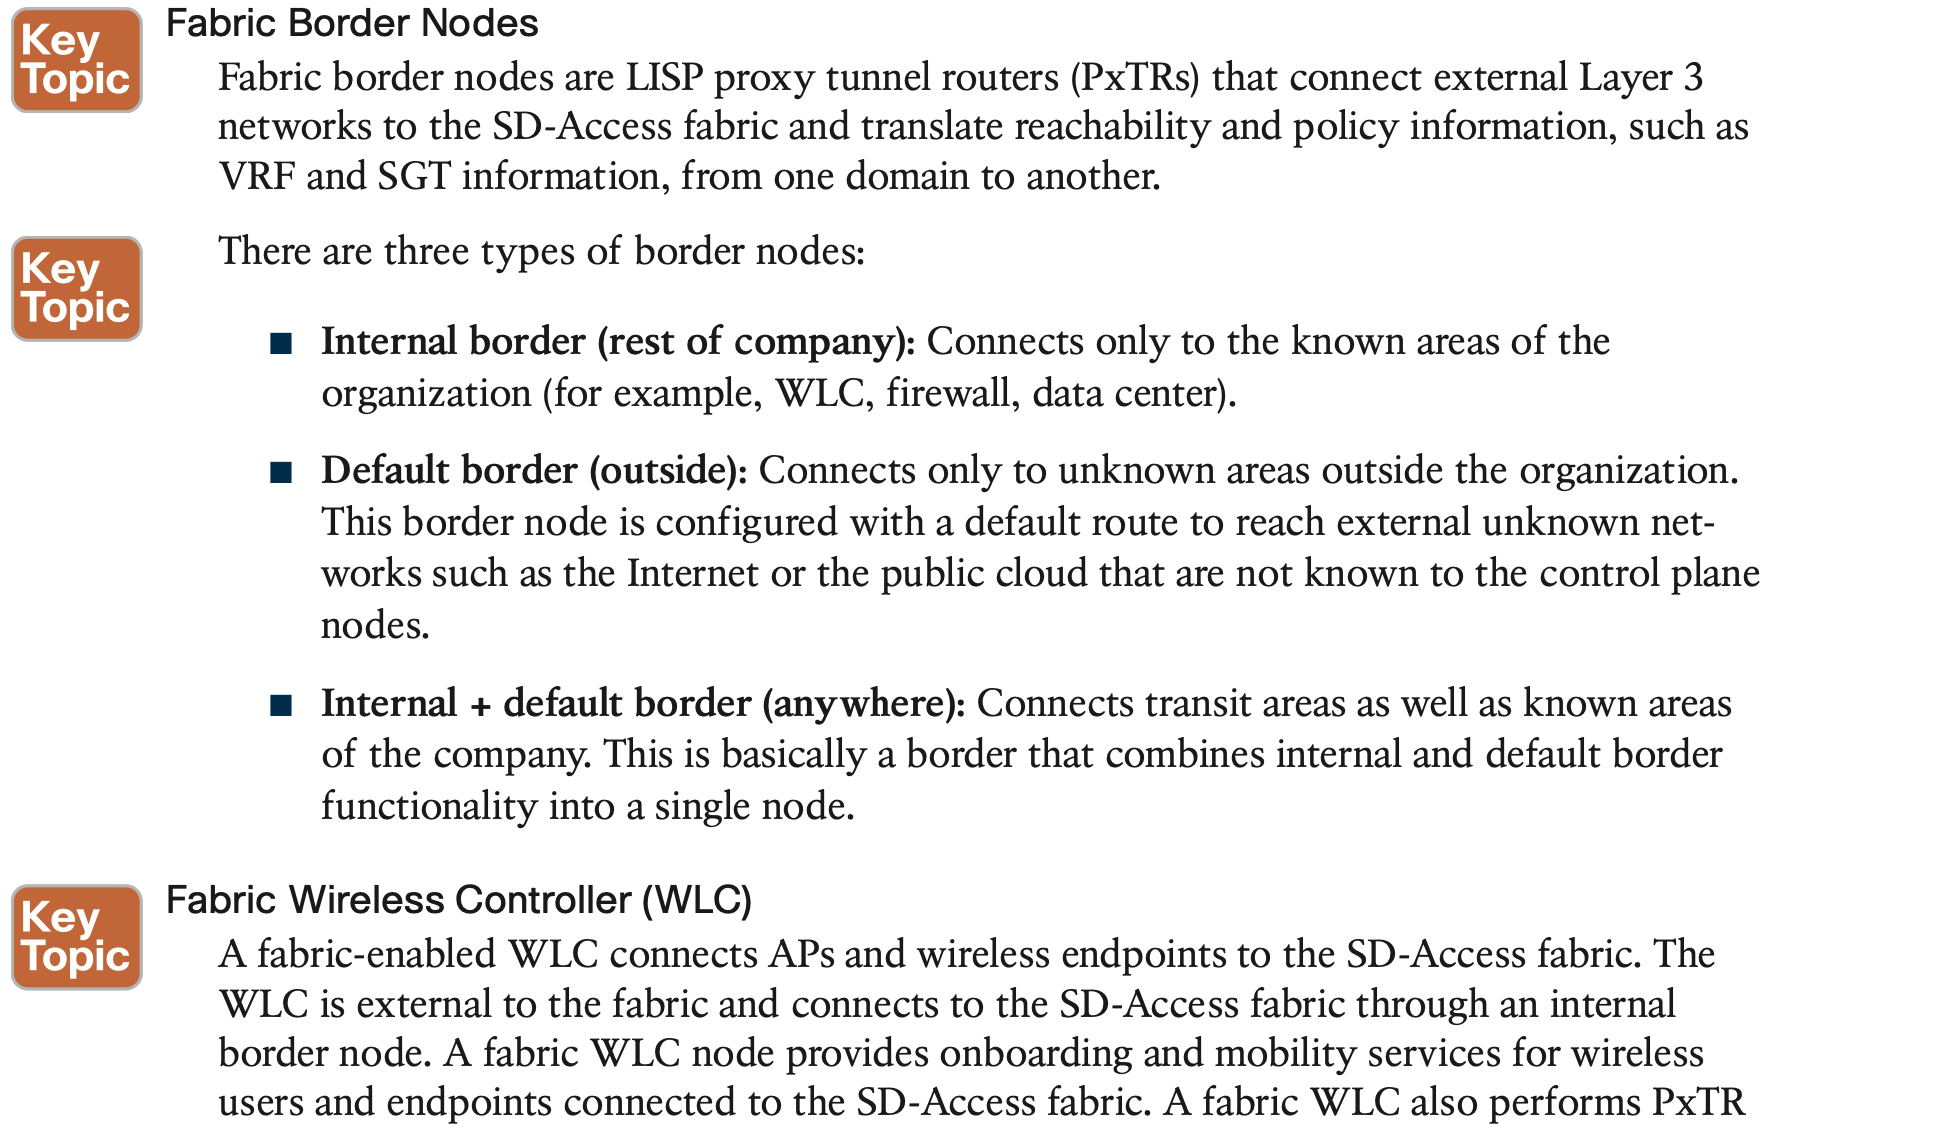 Key
Topic
Fabric Border Nodes
Fabric border nodes are LISP proxy tunnel routers (PxTRs) that connect external Layer 3
networks to the SD-Access fabric and translate reachability and policy information, such as
VRF and SGT information, from one domain to another.
Key
Topic
There are three types of border nodes:
■ Internal border (rest of company): Connects only to the known areas of the
organization (for example, WLC, firewall, data center).
■ Default border (outside): Connects only to unknown areas outside the organization.
This border node is configured with a default route to reach external unknown net-
works such as the Internet or the public cloud that are not known to the control plane
nodes.
■ Internal + default border (anywhere): Connects transit areas as well as known areas
of the company. This is basically a border that combines internal and default border
functionality into a single node.
Key
Topic
Fabric Wireless Controller (WLC)
A fabric-enabled WLC connects APs and wireless endpoints to the SD-Access fabric. The
WLC is external to the fabric and connects to the SD-Access fabric through an internal
border node. A fabric WLC node provides onboarding and mobility services for wireless
users and endpoints connected to the SD-Access fabric. A fabric WLC also performs PxTR